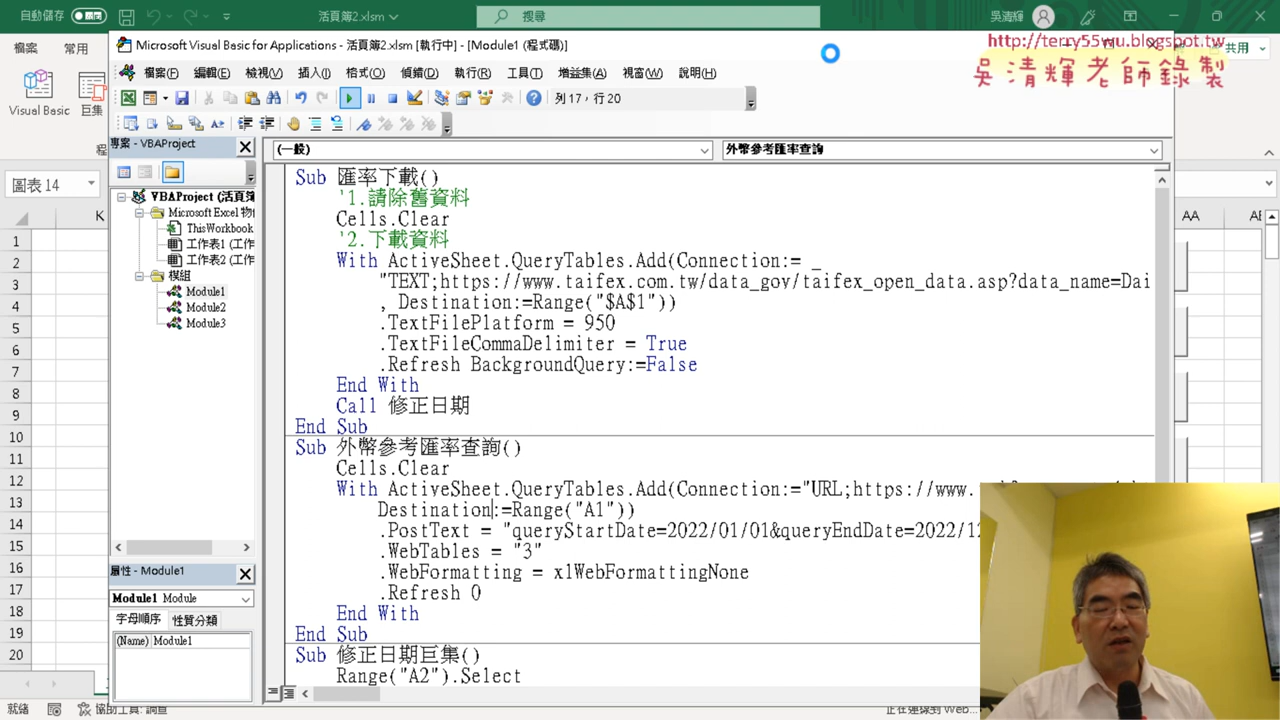 自動儲存
活頁簿2.xlsm
搜尋
吳清輝
http://terry55wu.blogspot.tw
吳清輝老師錄製
檔案
常用
共用
Visual Basic
巨集
Microsoft Visual Basic for Applications - 活頁簿2.xlsm [執行中] - [Module1 (程式碼)]
檔案(F) 編輯(E) 檢視(V) 插入(I) 格式(O) 偵錯(D) 執行(R) 工具(T) 增益集(A) 視窗(W) 說明(H)
列 17，行 20
專案 - VBAProject
(一般)
外幣參考匯率查詢
圖表 14
VBAProject (活頁簿
Microsoft Excel 物
ThisWorkbook
工作表1 (工作
工作表2 (工作
模組
Module1
Module2
Module3
屬性 - Module1
Module1 Module
字母順序 性質分類
(Name) Module1
K
AA
1
2
3
4
5
6
7
8
9
10
11
12
13
14
15
16
17
18
19
20
Sub 匯率下載()
'1.請除舊資料
Cells.Clear
'2.下載資料
With ActiveSheet.QueryTables.Add(Connection:= _
"TEXT;https://www.taifex.com.tw/data_gov/taifex_open_data.asp?data_name=Dai
, Destination:=Range("$A$1"))
.TextFilePlatform = 950
.TextFileCommaDelimiter = True
.Refresh BackgroundQuery:=False
End With
Call 修正日期
End Sub
Sub 外幣參考匯率查詢()
Cells.Clear
With ActiveSheet.QueryTables.Add(Connection:="URL;https://www.
Destination:=Range("A1"))
.PostText = "queryStartDate=2022/01/01&queryEndDate=2022/12
.WebTables = "3"
.WebFormatting = xlWebFormattingNone
.Refresh 0
End With
End Sub
Sub 修正日期巨集()
Range("A2").Select
就緒
協助工具: 調查
正在連線到 Web...